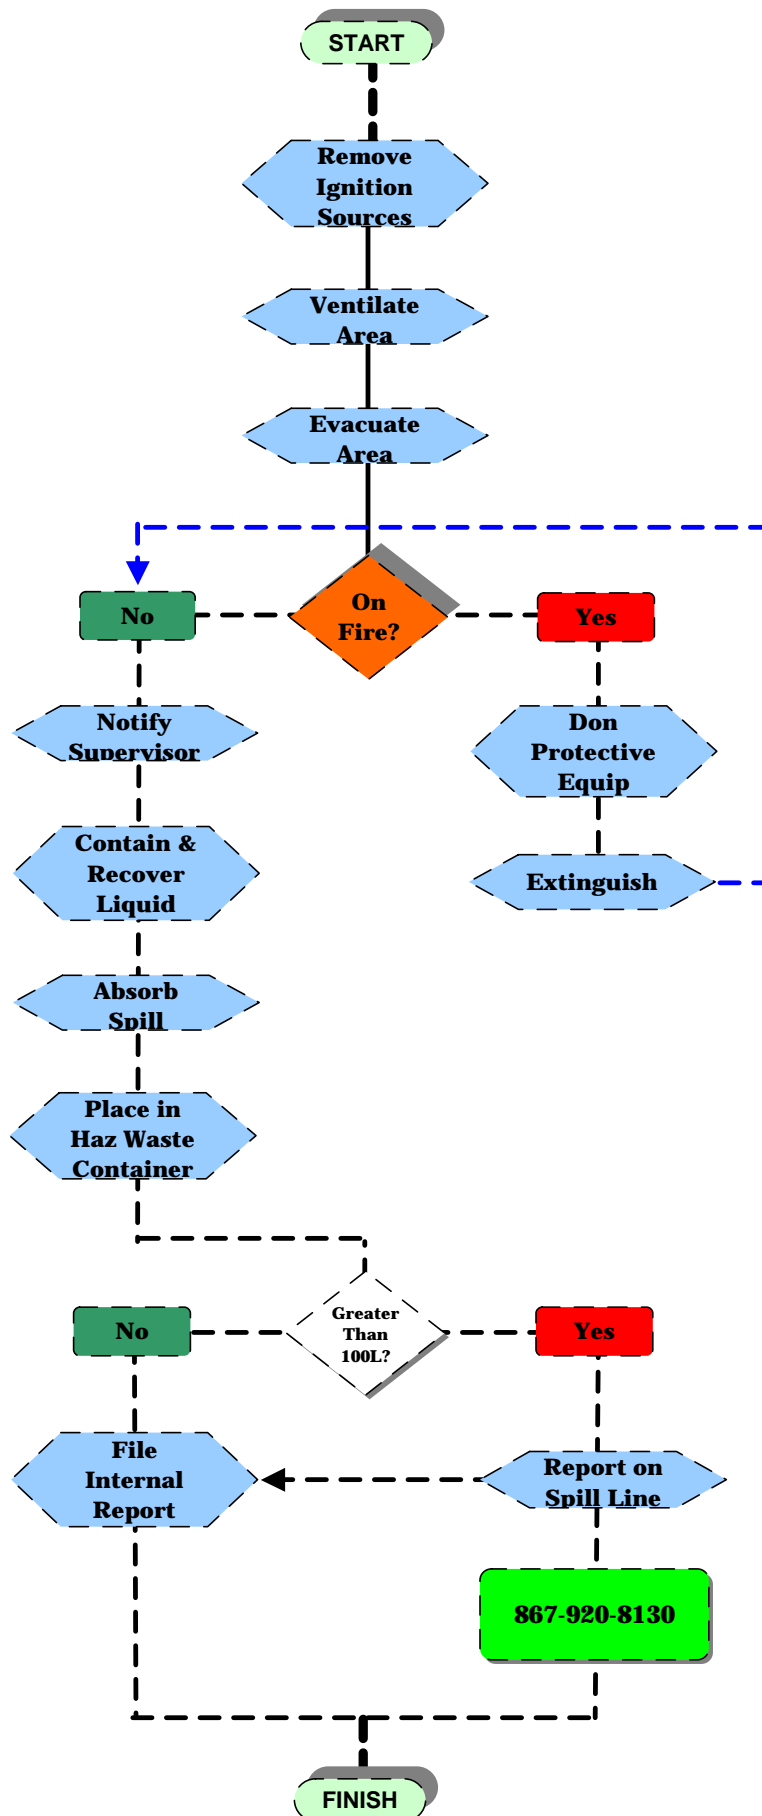 START
Remove
Ignition
Sources
Ventilate
Area
Evacuate
Area
On
Fire?
No
Yes
Notify
Supervisor
Don
Protective
Equip
Contain &
Recover
Liquid
Extinguish
Absorb
Spill
Place in
Haz Waste
Container
Greater
Than
100L?
No
Yes
File
Internal
Report
Report on
Spill Line
867-920-8130
FINISH